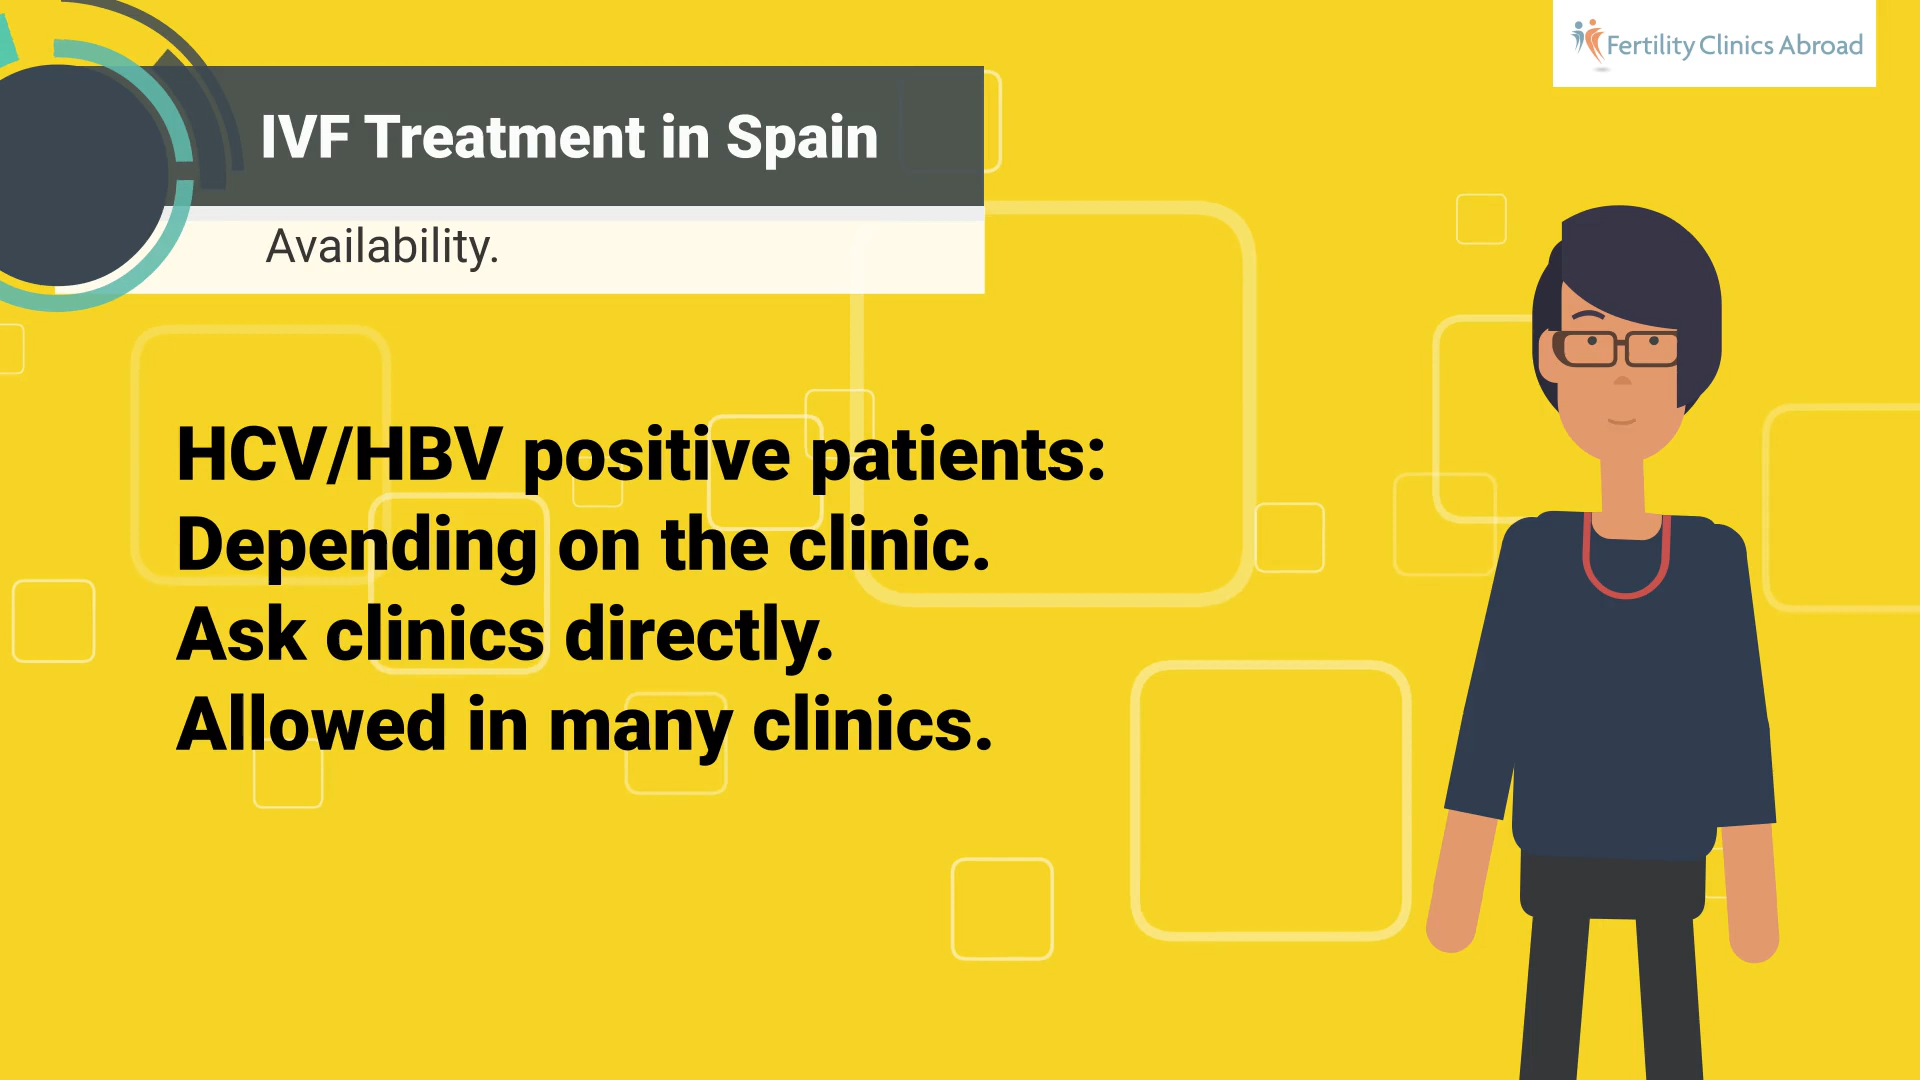 Fertility Clinics Abroad
IVF Treatment in Spain
Availability.
HCV/HBV positive patients:
Depending on the clinic.
Ask clinics directly.
Allowed in many clinics.